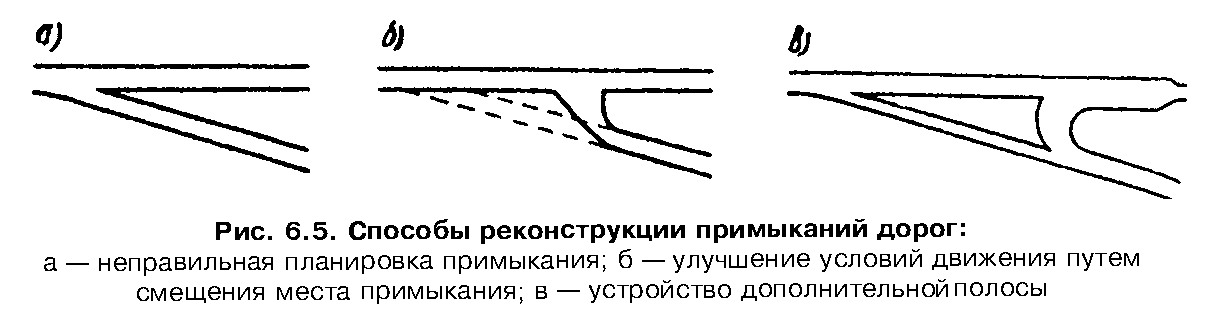 а) б) в)
Рис. 6.5. Способы реконструкции примыканий дорог:
а — неправильная планировка примыкания; б — улучшение условий движения путем
смещения места примыкания; в — устройство дополнительной полосы